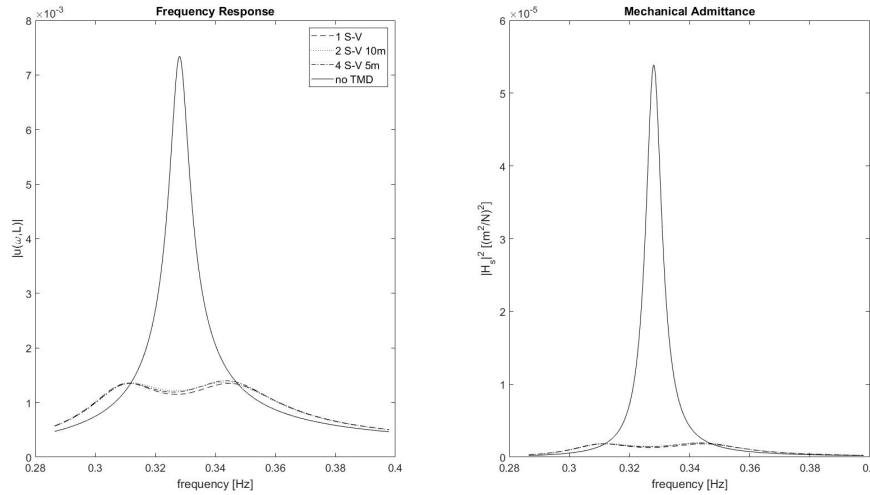 Frequency Response
×10⁻³
8
7
6
5
4
3
2
1
0
|u(ω,L)|
0.28 0.3 0.32 0.34 0.36 0.38 0.4
frequency [Hz]
1 S-V
2 S-V 10m
4 S-V 5m
no TMD
Mechanical Admittance
×10⁻⁵
6
5
4
3
2
1
0
|Hₛ|² [(m²/N)²]
0.28 0.3 0.32 0.34 0.36 0.38
frequency [Hz]